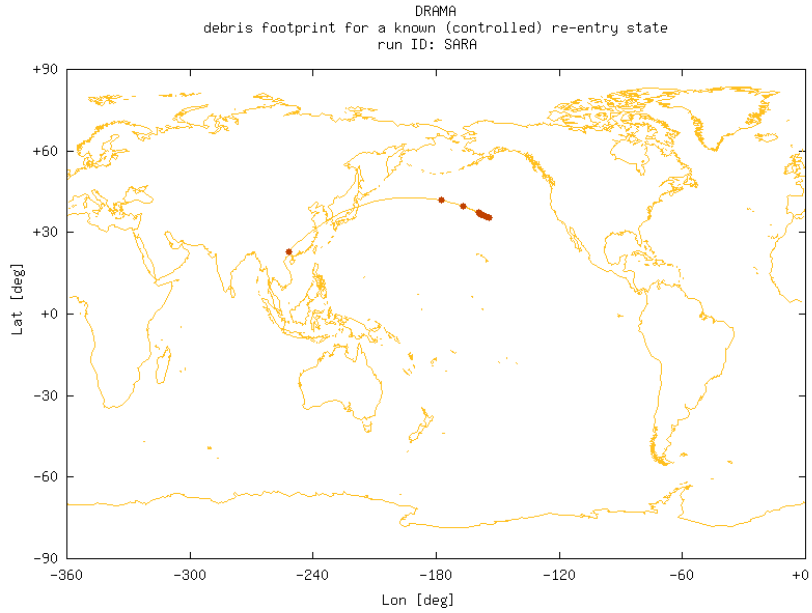 DRAMA
debris footprint for a known (controlled) re-entry state
run ID: SARA
+90
+60
+30
+0
-30
-60
-90
Lat [deg]
-360
-300
-240
-180
-120
-60
+0
Lon [deg]